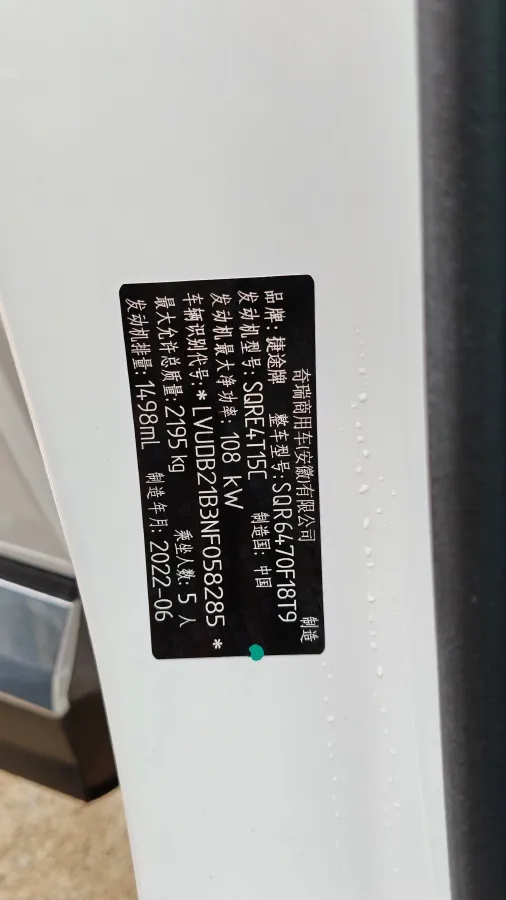 奇瑞商用车(安徽)有限公司 制造
品牌: 捷途牌 整车型号: SQR6470F18T9
发动机型号: SQRE4T15C 制造国: 中国
发动机最大净功率: 108 kW
车辆识别代号: *LVUDB21B3NF058285*
最大允许总质量: 2195 kg 乘坐人数: 5 人
发动机排量: 1498mL 制造年月: 2022-06